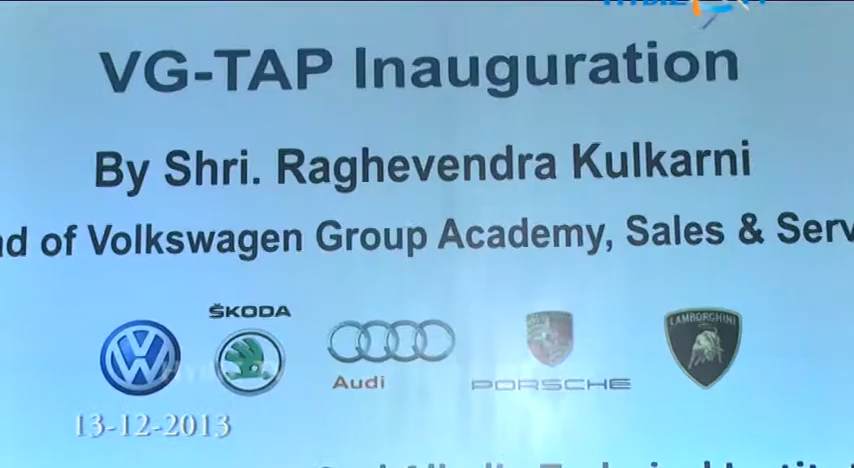 VG-TAP Inauguration
By Shri. Raghevendra Kulkarni
of Volkswagen Group Academy, Sales &
ŠKODA
LAMBORGHINI
Audi
PORSCHE
13-12-2013